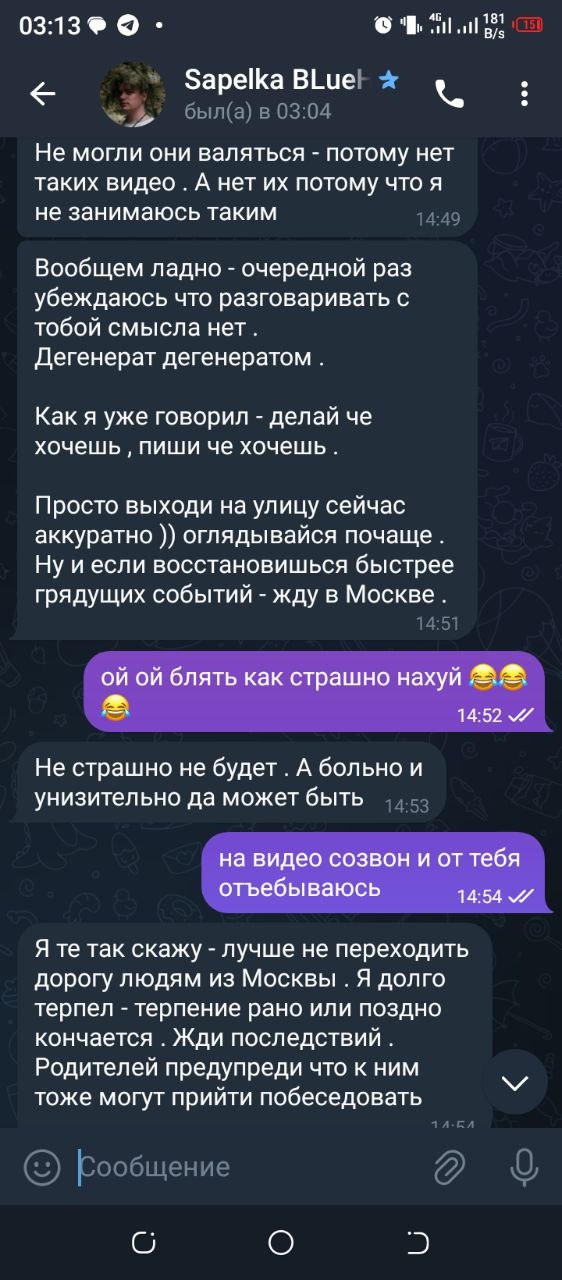 03:13
4G
181
B/s
15
Sapelka BLue
был(а) в 03:04
Не могли они валяться - потому нет
таких видео . А нет их потому что я
не занимаюсь таким
14:49
Вообщем ладно - очередной раз
убеждаюсь что разговаривать с
тобой смысла нет .
Дегенерат дегенератом .
Как я уже говорил - делай че
хочешь , пиши че хочешь .
Просто выходи на улицу сейчас
аккуратно )) оглядывайся почаще .
Ну и если восстановишься быстрее
грядущих событий - жду в Москве .
14:51
ой ой блять как страшно нахуй 😂😂
😂
14:52
Не страшно не будет . А больно и
унизительно да может быть
14:53
на видео созвон и от тебя
отъебываюсь
14:54
Я те так скажу - лучше не переходить
дорогу людям из Москвы . Я долго
терпел - терпение рано или поздно
кончается . Жди последствий .
Родителей предупреди что к ним
тоже могут прийти побеседовать
14:54
Сообщение